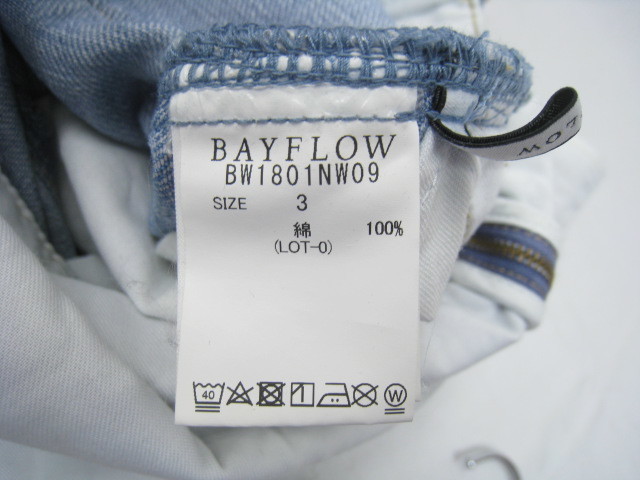 BAYFLOW
BW1801NW09
SIZE 3
綿 100%
(LOT-0)
40 W